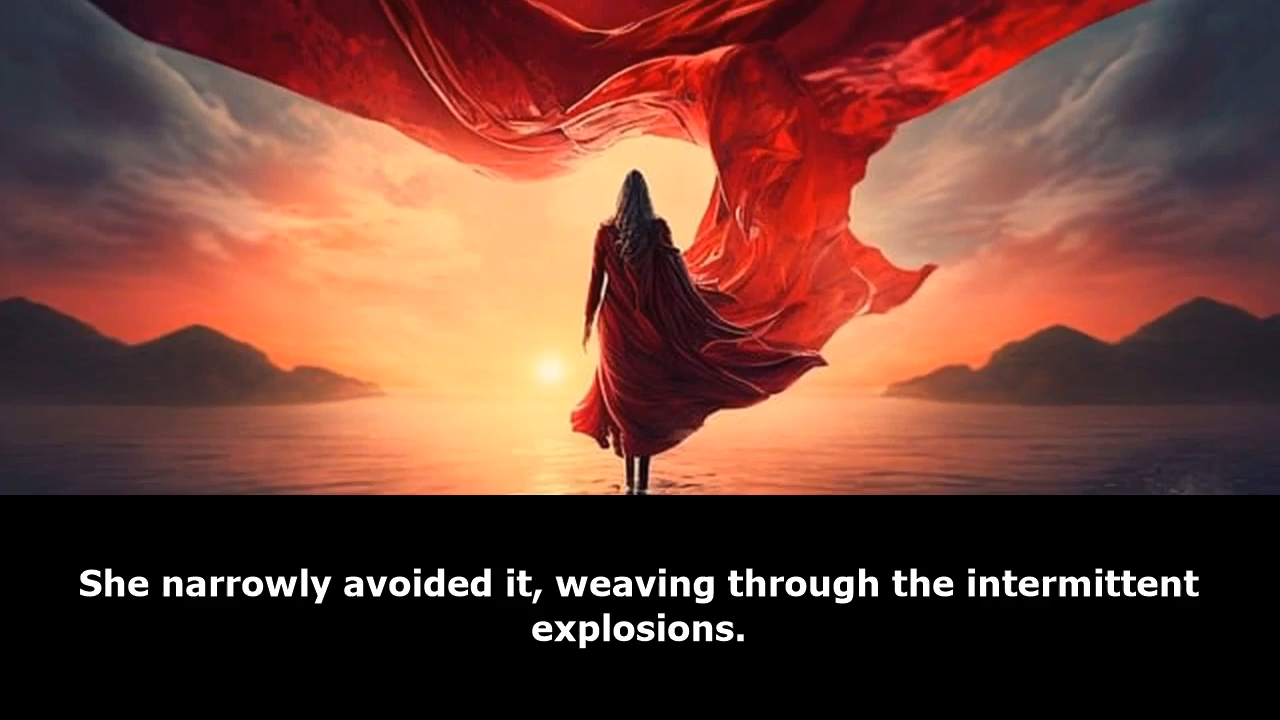 She narrowly avoided it, weaving through the intermittent
explosions.